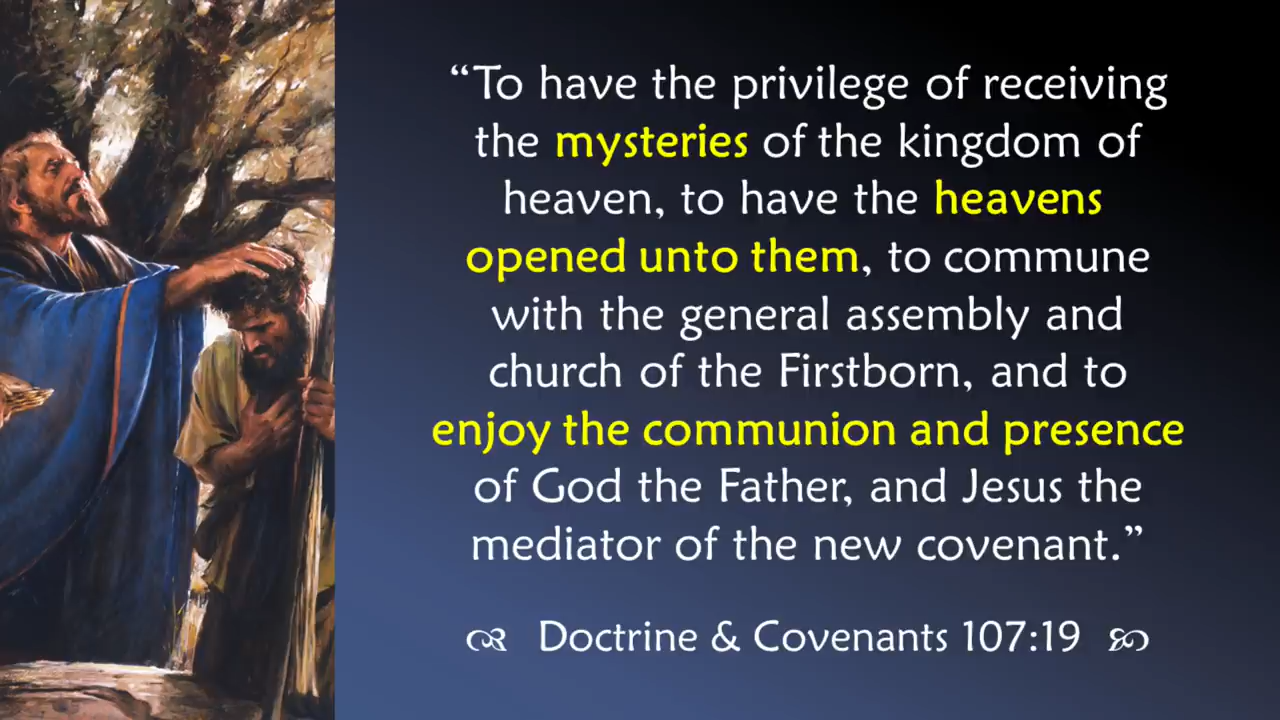 “To have the privilege of receiving
the mysteries of the kingdom of
heaven, to have the heavens
opened unto them, to commune
with the general assembly and
church of the Firstborn, and to
enjoy the communion and presence
of God the Father, and Jesus the
mediator of the new covenant.”
Doctrine & Covenants 107:19